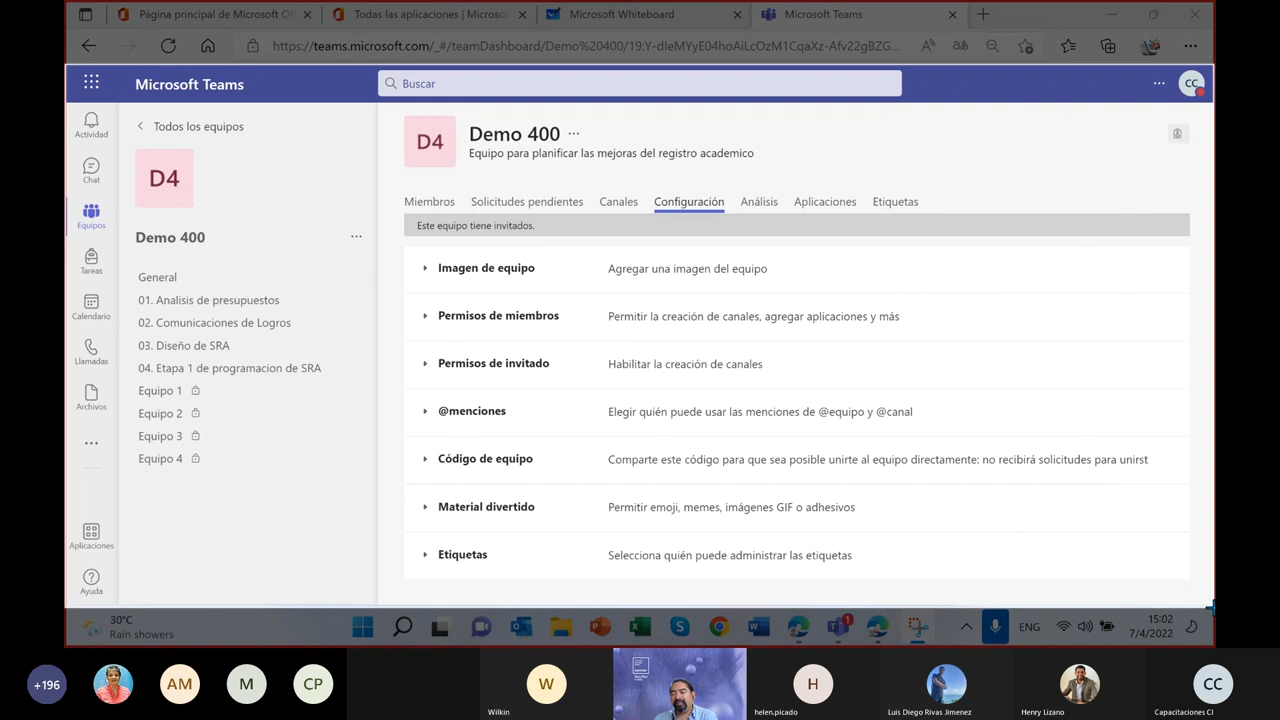 Página principal de Microsoft Of
Todas las aplicaciones | Microsof
Microsoft Whiteboard
Microsoft Teams
https://teams.microsoft.com/_#/teamDashboard/Demo%20400/19:Y-dIeMYyE04hoAiLcOzM1CqaXz-Afv22gBZG...
Microsoft Teams
Buscar
CC
Actividad
Chat
Equipos
Tareas
Calendario
Llamadas
Archivos
Aplicaciones
Ayuda
Todos los equipos
D4
Demo 400
General
01. Analisis de presupuestos
02. Comunicaciones de Logros
03. Diseño de SRA
04. Etapa 1 de programacion de SRA
Equipo 1
Equipo 2
Equipo 3
Equipo 4
D4
Demo 400
Equipo para planificar las mejoras del registro academico
Miembros Solicitudes pendientes Canales Configuración Análisis Aplicaciones Etiquetas
Este equipo tiene invitados.
Imagen de equipo Agregar una imagen del equipo
Permisos de miembros Permitir la creación de canales, agregar aplicaciones y más
Permisos de invitado Habilitar la creación de canales
@menciones Elegir quién puede usar las menciones de @equipo y @canal
Código de equipo Comparte este código para que sea posible unirte al equipo directamente: no recibirá solicitudes para unirst
Material divertido Permitir emoji, memes, imágenes GIF o adhesivos
Etiquetas Selecciona quién puede administrar las etiquetas
30°C
Rain showers
1
ENG
15:02
7/4/2022
+196
AM
M
CP
W
Wilkin
H
helen.picado
Luis Diego Rivas Jimenez
Henry Lizano
CC
Capacitaciones CI